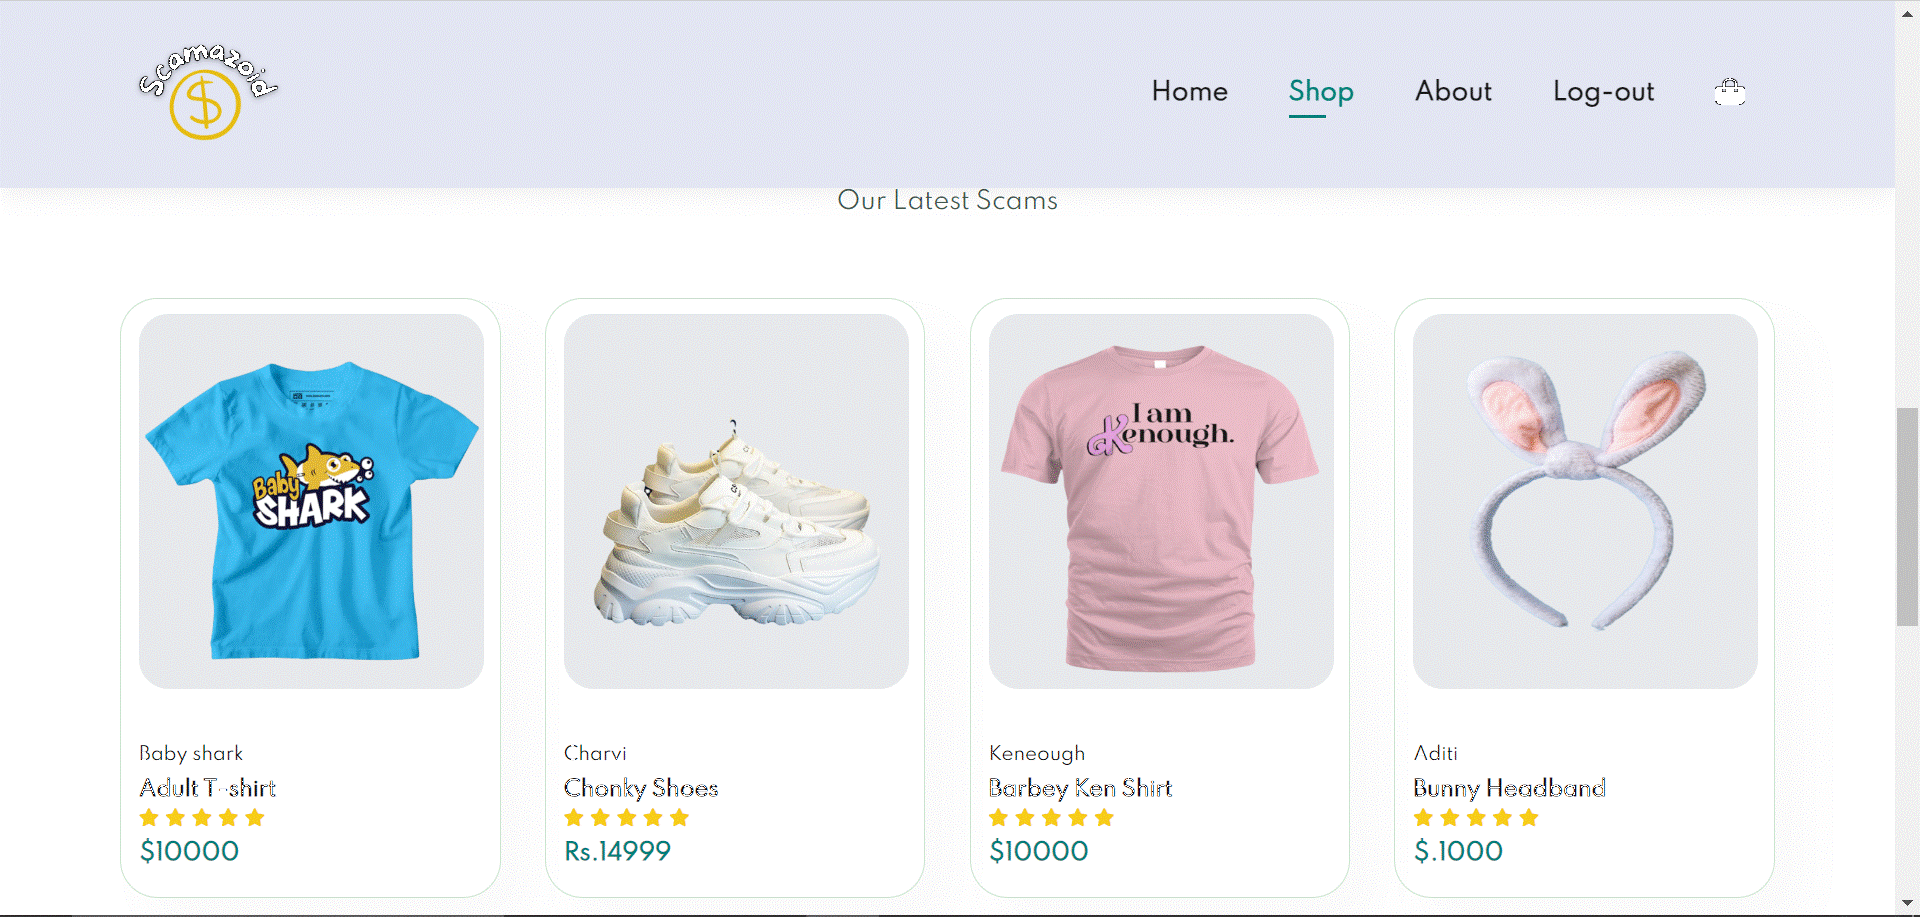 Scamazoid
$
Home
Shop
About
Log-out
Our Latest Scams
Baby
SHARK
I am
Kenough.
Baby shark
Adult T-shirt
$10000
Charvi
Chonky Shoes
Rs.14999
Keneough
Barbey Ken Shirt
$10000
Aditi
Bunny Headband
$.1000